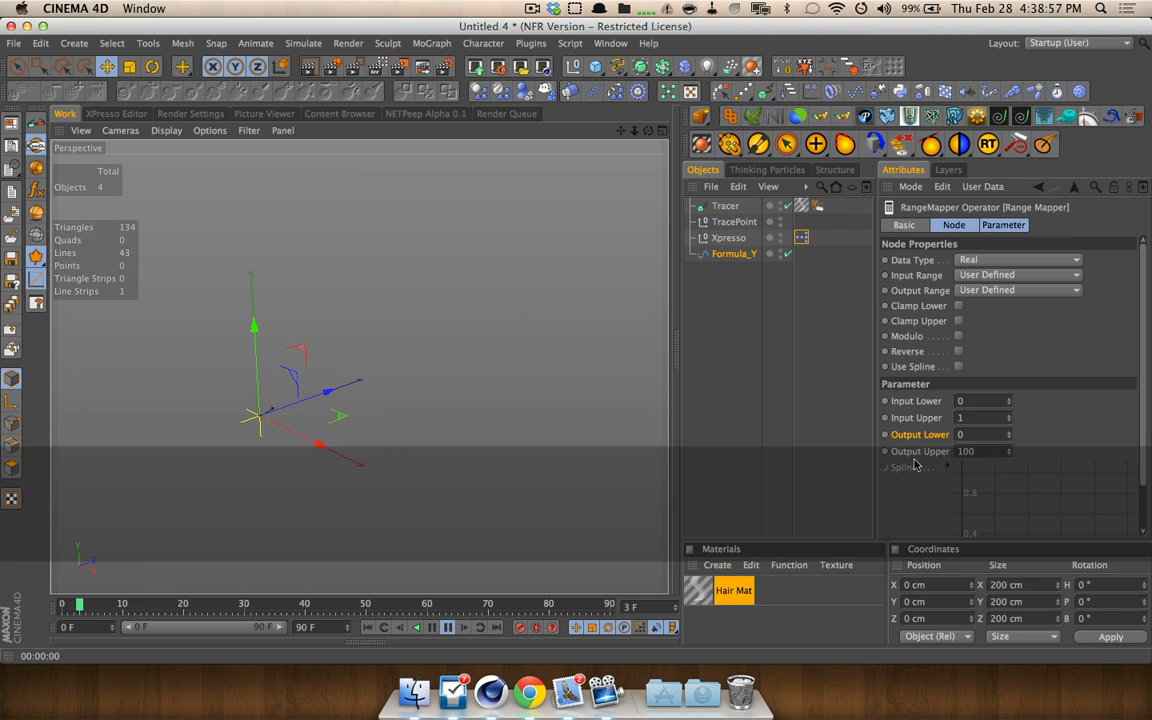 CINEMA 4D Window 99% Thu Feb 28 4:38:57 PM
Untitled 4 * (NFR Version - Restricted License)
File Edit Create Select Tools Mesh Snap Animate Simulate Render Sculpt MoGraph Character Plugins Script Window Help Layout: Startup (User)
X Y Z
RT
Work XPresso Editor Render Settings Picture Viewer Content Browser NETPeep Alpha 0.1 Render Queue
View Cameras Display Options Filter Panel
Perspective
Total
Objects 4
Triangles 134
Quads 0
Lines 43
Points 0
Triangle Strips 0
Line Strips 1
Y
Z
X
Objects Thinking Particles Structure
File Edit View
Tracer
TracePoint
Xpresso
Formula_Y
Attributes Layers
Mode Edit User Data
RangeMapper Operator [Range Mapper]
Basic Node Parameter
Node Properties
Data Type Real
Input Range User Defined
Output Range User Defined
Clamp Lower
Clamp Upper
Modulo
Reverse
Use Spline
Parameter
Input Lower 0
Input Upper 1
Output Lower 0
Output Upper 100
Spline
0.8
0.4
Materials
Create Edit Function Texture
Hair Mat
Coordinates
Position Size Rotation
X 0 cm X 200 cm H 0 °
Y 0 cm Y 200 cm P 0 °
Z 0 cm Z 200 cm B 0 °
Object (Rel) Size Apply
0 10 20 30 40 50 60 70 80 90 3 F
0 F 0 F 90 F 90 F
00:00:00
MAXON CINEMA 4D
7
2